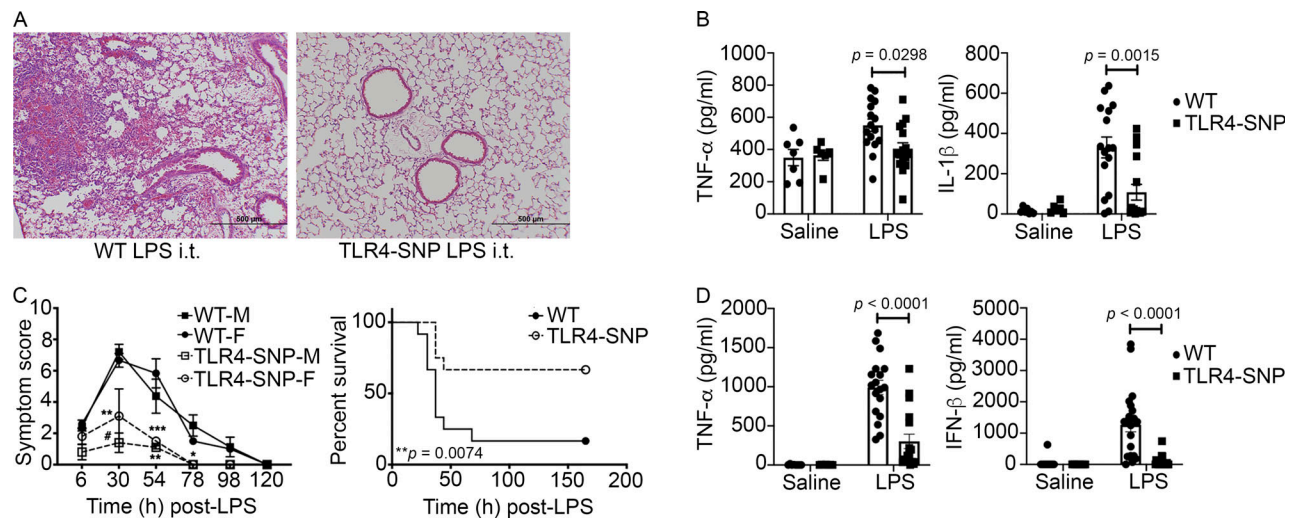 A
500 µm
500 µm
WT LPS i.t.
TLR4-SNP LPS i.t.
B
TNF-α (pg/ml)
1000
800
600
400
200
0
p = 0.0298
Saline
LPS
IL-1β (pg/ml)
800
600
400
200
0
p = 0.0015
Saline
LPS
WT
TLR4-SNP
C
Symptom score
10
8
6
4
2
0
WT-M
WT-F
TLR4-SNP-M
TLR4-SNP-F
**
#
***
**
*
6 30 54 78 98 120
Time (h) post-LPS
Percent survival
100
50
0
WT
TLR4-SNP
**p = 0.0074
0 50 100 150 200
Time (h) post-LPS
D
TNF-α (pg/ml)
2000
1500
1000
500
0
p < 0.0001
Saline
LPS
IFN-β (pg/ml)
5000
4000
3000
2000
1000
0
p < 0.0001
Saline
LPS
WT
TLR4-SNP